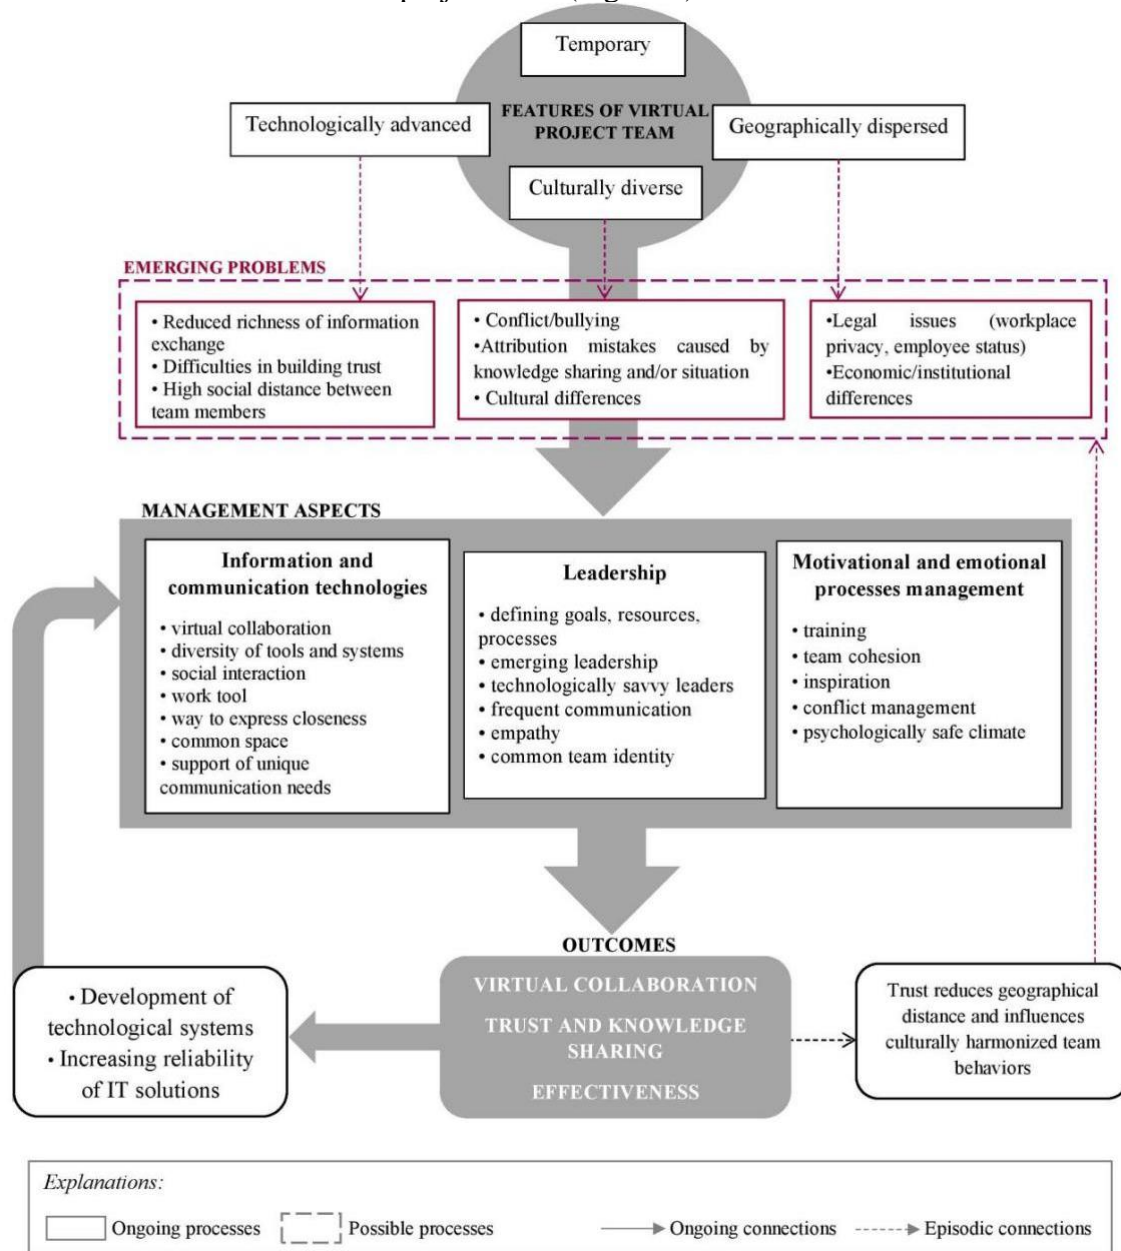 Temporary
FEATURES OF VIRTUAL
PROJECT TEAM
Technologically advanced
Geographically dispersed
Culturally diverse
EMERGING PROBLEMS
• Reduced richness of information
exchange
• Difficulties in building trust
• High social distance between
team members
• Conflict/bullying
•Attribution mistakes caused by
knowledge sharing and/or situation
• Cultural differences
•Legal issues (workplace
privacy, employee status)
•Economic/institutional
differences
MANAGEMENT ASPECTS
Information and
communication technologies
• virtual collaboration
• diversity of tools and systems
• social interaction
• work tool
• way to express closeness
• common space
• support of unique
communication needs
Leadership
• defining goals, resources,
processes
• emerging leadership
• technologically savvy leaders
• frequent communication
• empathy
• common team identity
Motivational and emotional
processes management
• training
• team cohesion
• inspiration
• conflict management
• psychologically safe climate
OUTCOMES
VIRTUAL COLLABORATION
TRUST AND KNOWLEDGE
SHARING
EFFECTIVENESS
• Development of
technological systems
• Increasing reliability
of IT solutions
Trust reduces geographical
distance and influences
culturally harmonized team
behaviors
Explanations:
Ongoing processes
Possible processes
Ongoing connections
Episodic connections